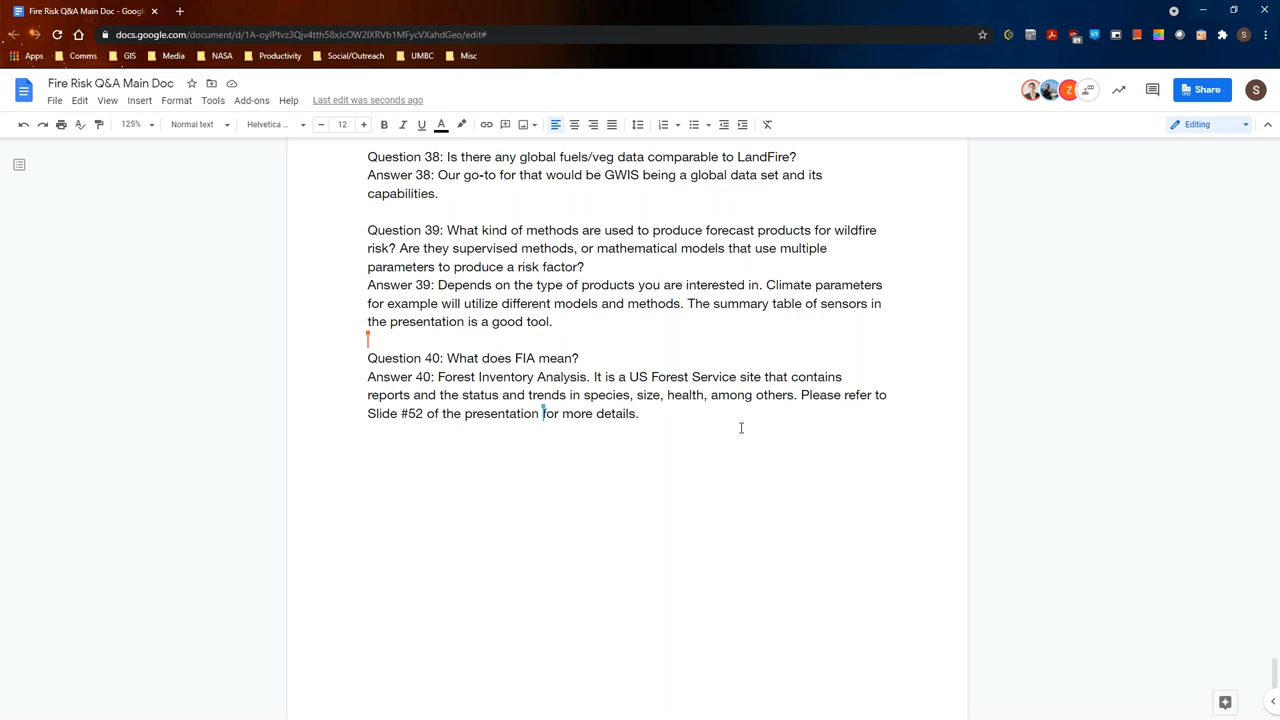 Fire Risk Q&A Main Doc - Googl
docs.google.com/document/d/1A-oyIPtvz3Qjv4tth58xJcOW2IXRVb1MFycVXahdGeo/edit#
Apps Comms GIS Media NASA Productivity Social/Outreach UMBC Misc
Fire Risk Q&A Main Doc
File Edit View Insert Format Tools Add-ons Help Last edit was seconds ago
Z
Share
S
125% Normal text Helvetica ... 12 B I U A Editing
Question 38: Is there any global fuels/veg data comparable to LandFire?
Answer 38: Our go-to for that would be GWIS being a global data set and its
capabilities.
Question 39: What kind of methods are used to produce forecast products for wildfire
risk? Are they supervised methods, or mathematical models that use multiple
parameters to produce a risk factor?
Answer 39: Depends on the type of products you are interested in. Climate parameters
for example will utilize different models and methods. The summary table of sensors in
the presentation is a good tool.
Question 40: What does FIA mean?
Answer 40: Forest Inventory Analysis. It is a US Forest Service site that contains
reports and the status and trends in species, size, health, among others. Please refer to
Slide #52 of the presentation for more details.